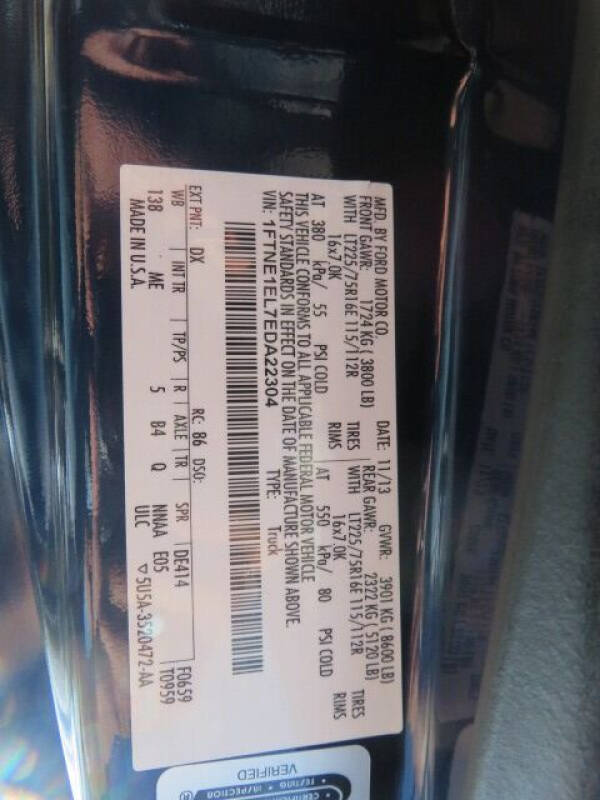 MFD. BY FORD MOTOR CO. DATE: 11/13 GVWR: 3901 KG ( 8600 LB)
FRONT GAWR: 1724 KG ( 3800 LB) REAR GAWR: 2322 KG ( 5120 LB)
WITH LT225/75R16E 115/112R TIRES WITH LT225/75R16E 115/112R TIRES
16x7.0K RIMS 16x7.0K RIMS
AT 380 kPa/ 55 PSI COLD AT 550 kPa/ 80 PSI COLD
THIS VEHICLE CONFORMS TO ALL APPLICABLE FEDERAL MOTOR VEHICLE
SAFETY STANDARDS IN EFFECT ON THE DATE OF MANUFACTURE SHOWN ABOVE.
VIN: 1FTNE1EL7EDA22304 TYPE: Truck
EXT PNT: DX RC: 86 DSO: DE414 F0659
WB INT TR TP/PS R AXLE TR SPR T0959
138 ME 5 B4 Q NNAA E05
MADE IN U.S.A. ULC ▽5U5A-3520472-AA
VERIFIED
• TESTING • INSPECTION
®